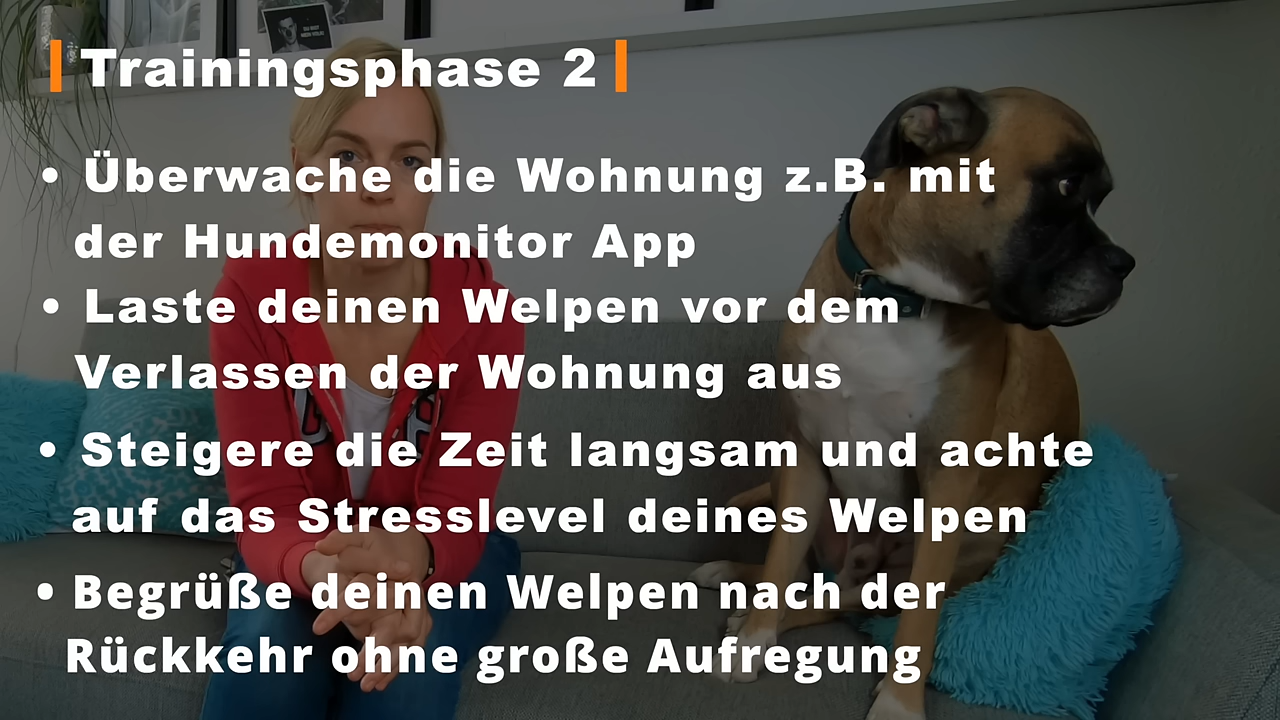 | Trainingsphase 2 |
• Überwache die Wohnung z.B. mit
der Hundemonitor App
• Laste deinen Welpen vor dem
Verlassen der Wohnung aus
• Steigere die Zeit langsam und achte
auf das Stresslevel deines Welpen
• Begrüße deinen Welpen nach der
Rückkehr ohne große Aufregung